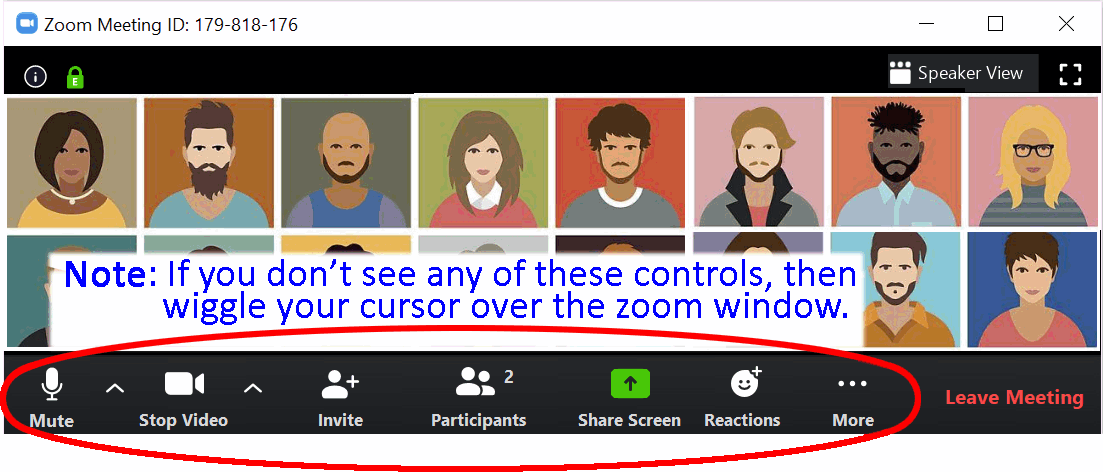 Zoom Meeting ID: 179-818-176
E
Speaker View
Note: If you don't see any of these controls, then
wiggle your cursor over the zoom window.
2
Mute Stop Video Invite Participants Share Screen Reactions More Leave Meeting